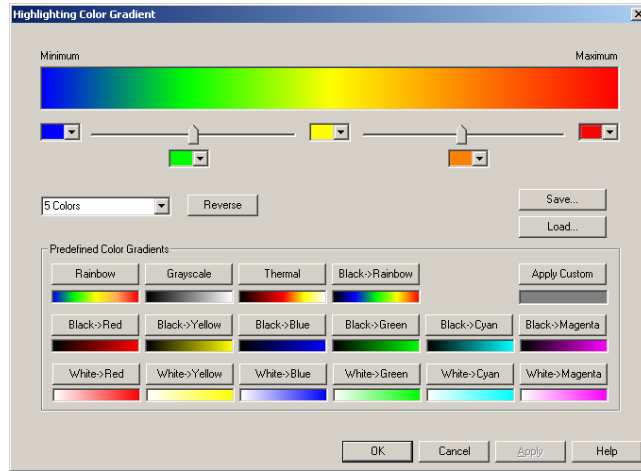 Highlighting Color Gradient
Minimum Maximum
5 Colors Reverse Save...
Load...
Predefined Color Gradients
Rainbow Grayscale Thermal Black->Rainbow Apply Custom
Black->Red Black->Yellow Black->Blue Black->Green Black->Cyan Black->Magenta
White->Red White->Yellow White->Blue White->Green White->Cyan White->Magenta
OK Cancel Apply Help